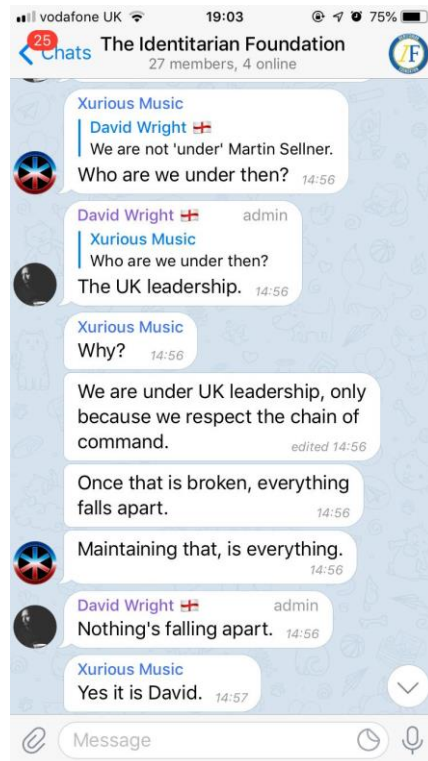 vodafone UK 19:03 75%
25
Chats
The Identitarian Foundation
27 members, 4 online
IF
Xurious Music
David Wright 🏴󠁧󠁢󠁥󠁮󠁧󠁿
We are not 'under' Martin Sellner.
Who are we under then? 14:56
David Wright 🏴󠁧󠁢󠁥󠁮󠁧󠁿 admin
Xurious Music
Who are we under then?
The UK leadership. 14:56
Xurious Music
Why? 14:56
We are under UK leadership, only
because we respect the chain of
command. edited 14:56
Once that is broken, everything
falls apart. 14:56
Maintaining that, is everything.
14:56
David Wright 🏴󠁧󠁢󠁥󠁮󠁧󠁿 admin
Nothing's falling apart. 14:56
Xurious Music
Yes it is David. 14:57
Message